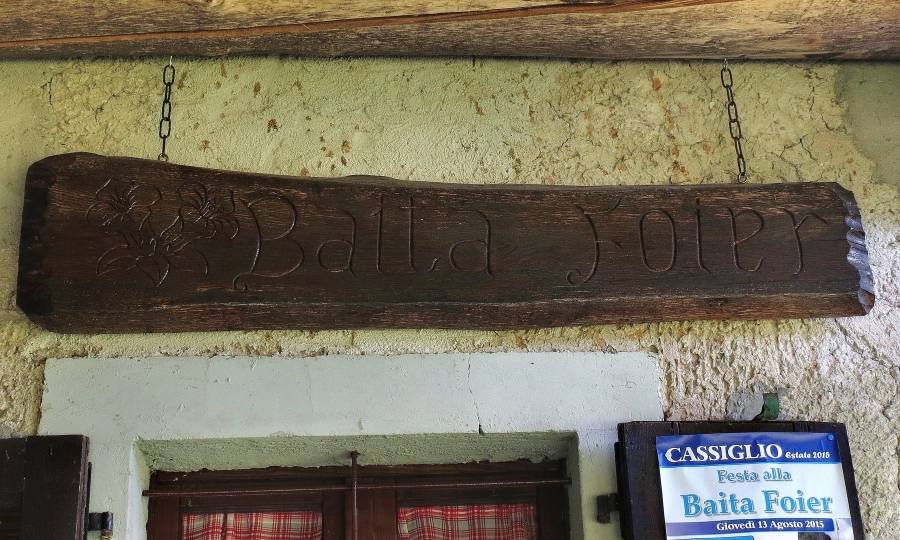 Baita Foier
CASSIGLIO Estate 2015
Festa alla
Baita Foier
Giovedì 13 Agosto 2015